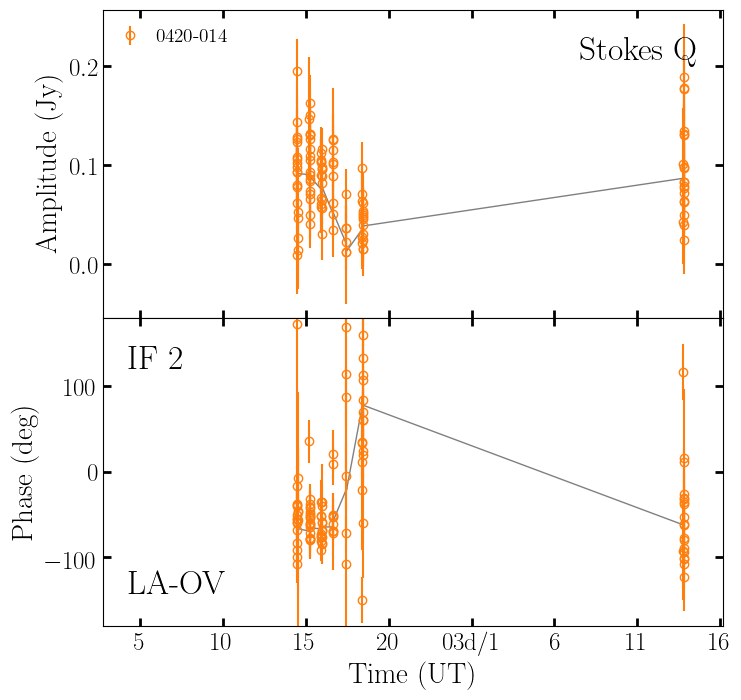 0420-014
Stokes Q
0.2
0.1
0.0
Amplitude (Jy)
IF 2
100
0
−100
Phase (deg)
LA-OV
5 10 15 20 03d/1 6 11 16
Time (UT)